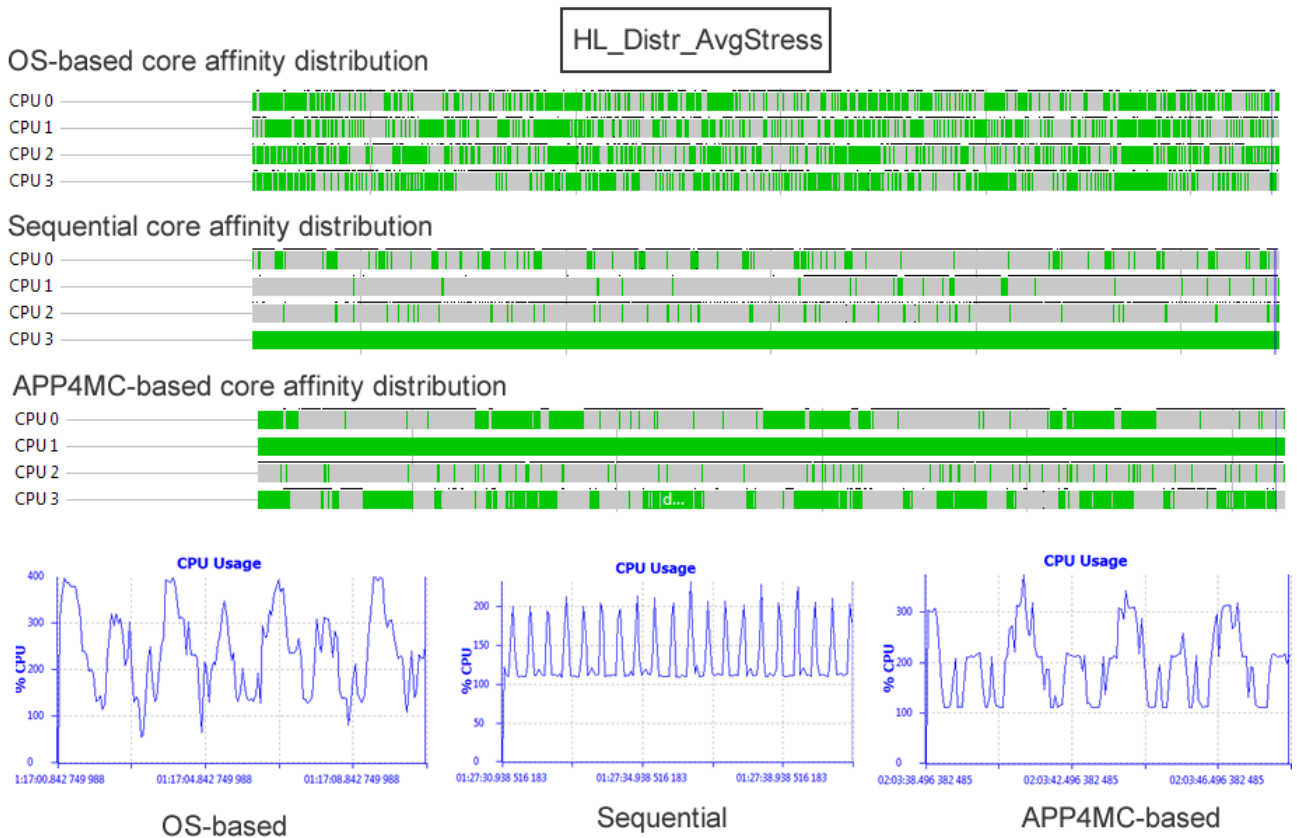 HL_Distr_AvgStress
OS-based core affinity distribution
CPU 0
CPU 1
CPU 2
CPU 3
Sequential core affinity distribution
CPU 0
CPU 1
CPU 2
CPU 3
APP4MC-based core affinity distribution
CPU 0
CPU 1
CPU 2
CPU 3
d...
CPU Usage
400
300
200
100
0
% CPU
1:17:00.842 749 988
01:17:04.842 749 988
01:17:08.842 749 988
OS-based
CPU Usage
200
150
100
50
0
% CPU
01:27:30.938 516 183
01:27:34.938 516 183
01:27:38.938 516 183
Sequential
CPU Usage
300
200
100
0
% CPU
02:03:38.496 382 485
02:03:42.496 382 485
02:03:46.496 382 485
APP4MC-based